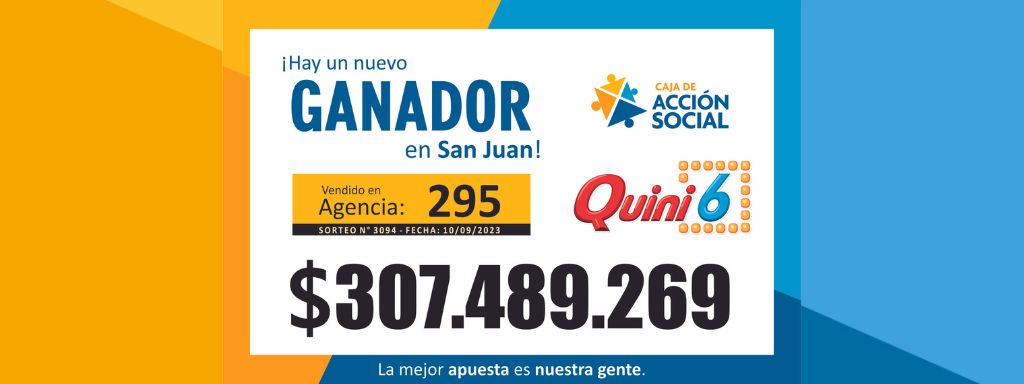 ¡Hay un nuevo
GANADOR
en San Juan!
CAJA DE
ACCIÓN
SOCIAL
Vendido en
Agencia: 295
SORTEO N° 3094 - FECHA: 10/09/2023
Quini 6
$307.489.269
La mejor apuesta es nuestra gente.